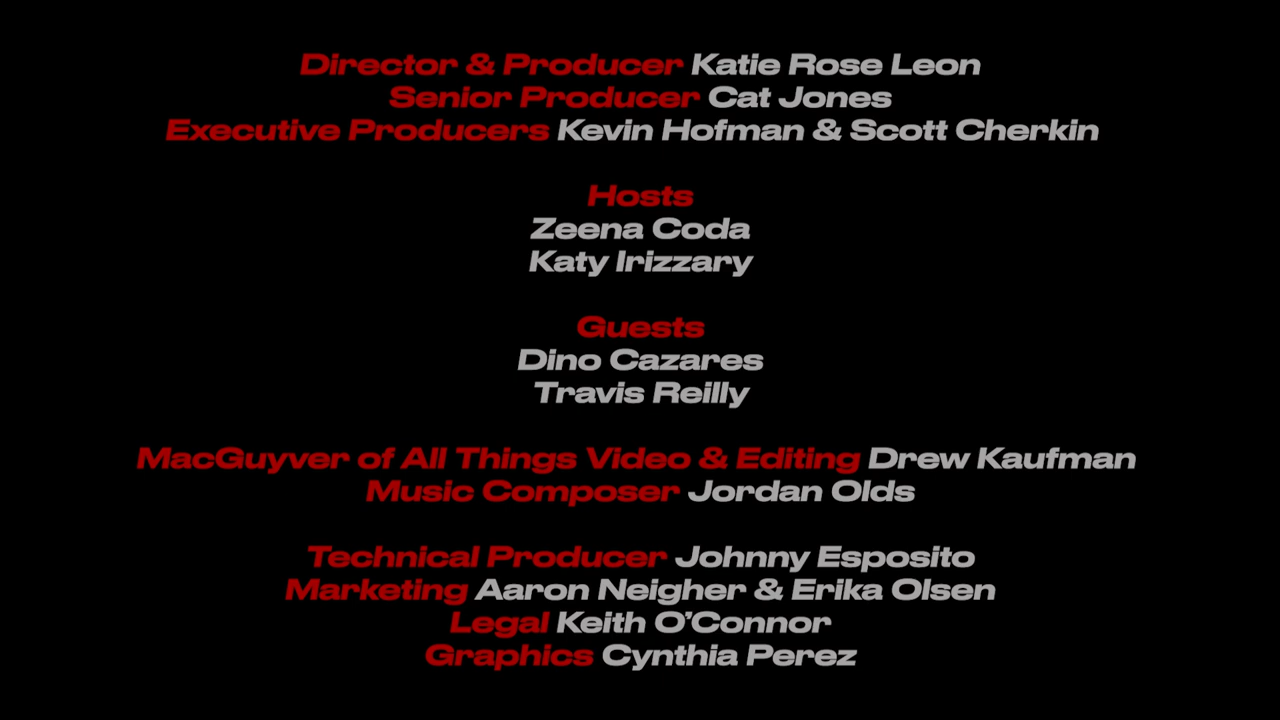 Director & Producer Katie Rose Leon
Senior Producer Cat Jones
Executive Producers Kevin Hofman & Scott Cherkin
Hosts
Zeena Coda
Katy Irizzary
Guests
Dino Cazares
Travis Reilly
MacGuyver of All Things Video & Editing Drew Kaufman
Music Composer Jordan Olds
Technical Producer Johnny Esposito
Marketing Aaron Neigher & Erika Olsen
Legal Keith O’Connor
Graphics Cynthia Perez